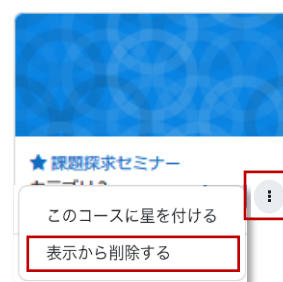 課題探求セミナー
このコースに星を付ける
表示から削除する